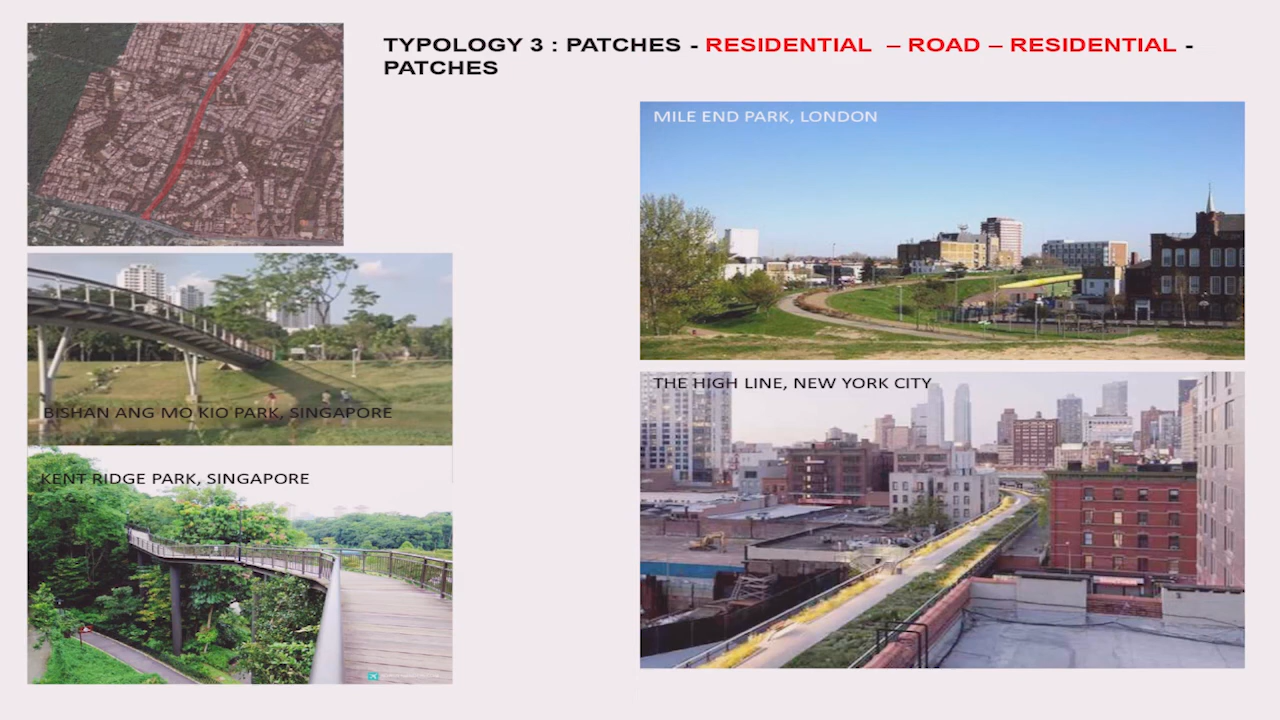 TYPOLOGY 3 : PATCHES - RESIDENTIAL – ROAD – RESIDENTIAL -
PATCHES
MILE END PARK, LONDON
BISHAN ANG MO KIO PARK, SINGAPORE
KENT RIDGE PARK, SINGAPORE
THE HIGH LINE, NEW YORK CITY